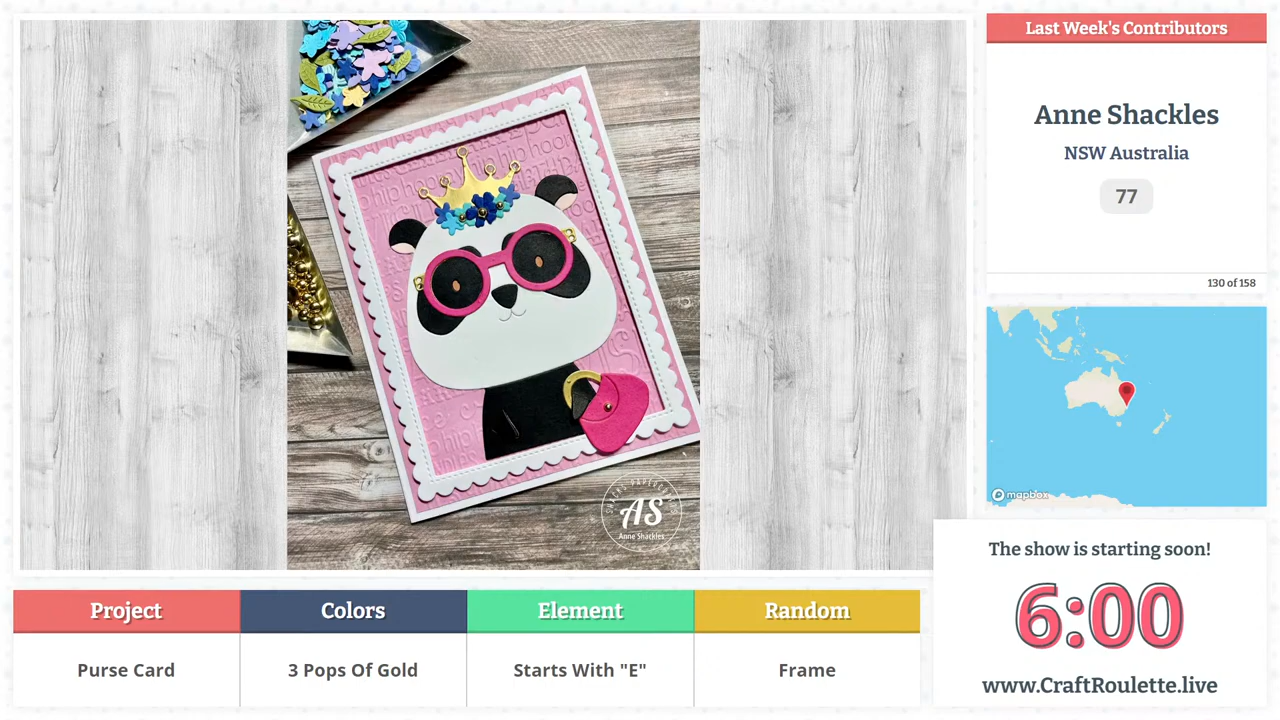 Last Week's Contributors
Anne Shackles
NSW Australia
77
130 of 158
mapbox
AS
Anne Shackles
The show is starting soon!
6:00
www.CraftRoulette.live
Project
Colors
Element
Random
Purse Card
3 Pops Of Gold
Starts With "E"
Frame